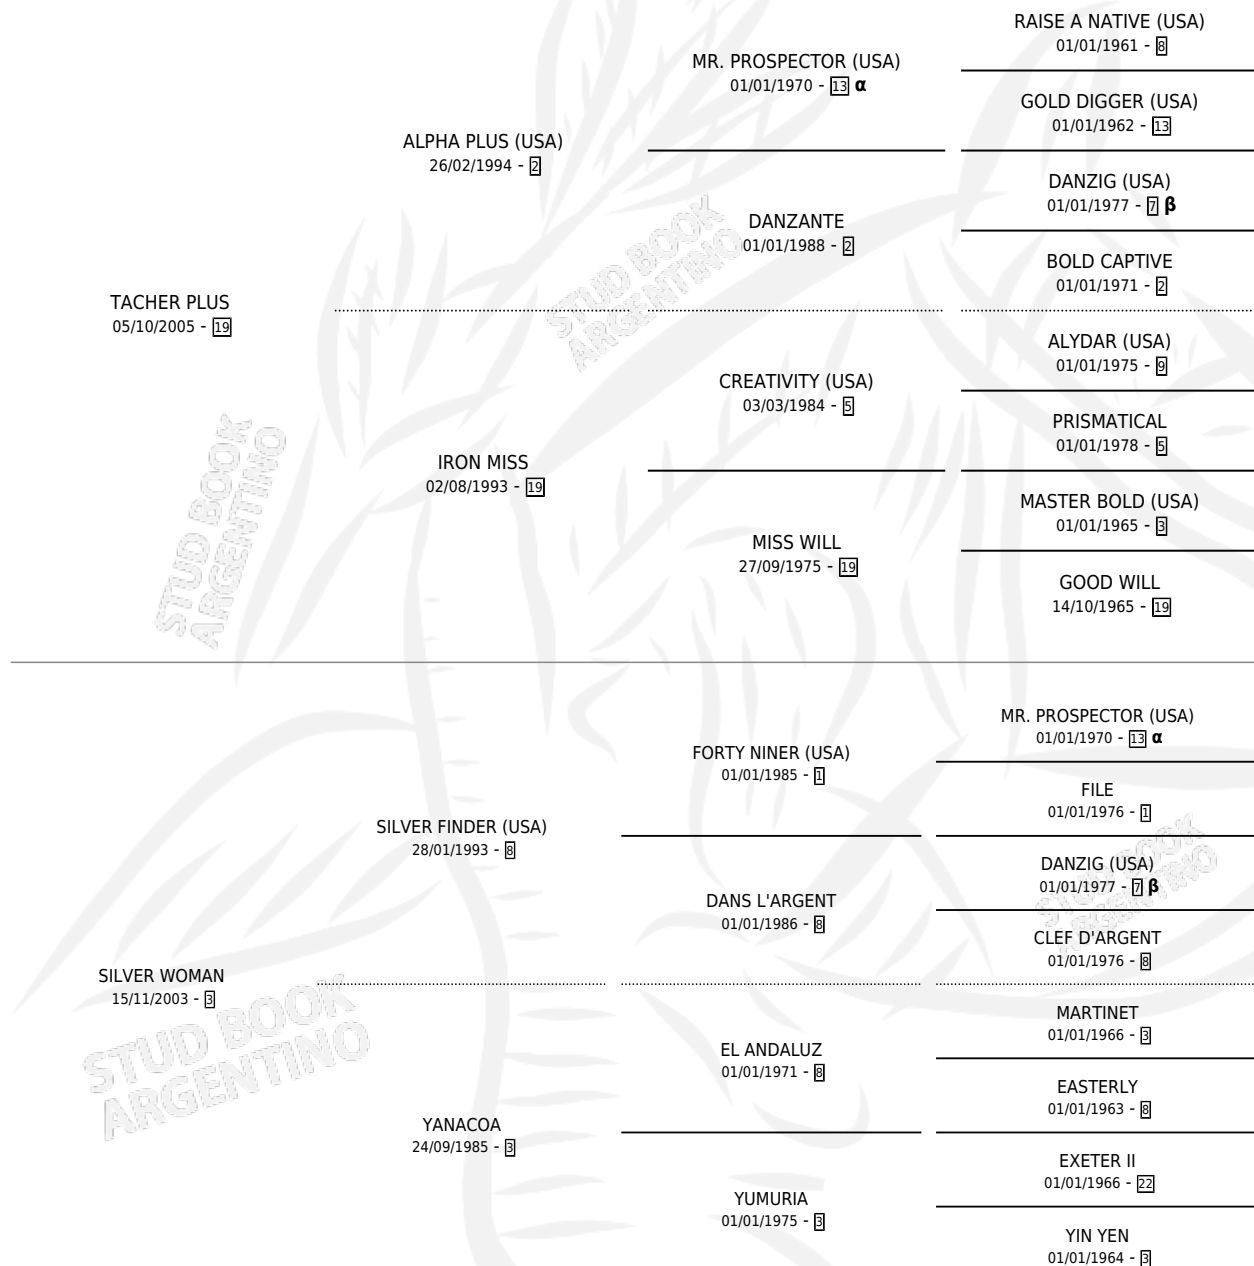 RAISE A NATIVE (USA)
01/01/1961 - 8
MR. PROSPECTOR (USA)
01/01/1970 - 13 α
GOLD DIGGER (USA)
01/01/1962 - 13
ALPHA PLUS (USA)
26/02/1994 - 2
DANZIG (USA)
01/01/1977 - 7 β
DANZANTE
01/01/1988 - 2
BOLD CAPTIVE
01/01/1971 - 2
TACHER PLUS
05/10/2005 - 19
ALYDAR (USA)
01/01/1975 - 9
CREATIVITY (USA)
03/03/1984 - 5
PRISMATICAL
01/01/1978 - 5
IRON MISS
02/08/1993 - 19
MASTER BOLD (USA)
01/01/1965 - 3
MISS WILL
27/09/1975 - 19
GOOD WILL
14/10/1965 - 19
MR. PROSPECTOR (USA)
01/01/1970 - 13 α
FORTY NINER (USA)
01/01/1985 - 1
FILE
01/01/1976 - 1
SILVER FINDER (USA)
28/01/1993 - 8
DANZIG (USA)
01/01/1977 - 7 β
DANS L'ARGENT
01/01/1986 - 8
CLEF D'ARGENT
01/01/1976 - 8
SILVER WOMAN
15/11/2003 - 3
MARTINET
01/01/1966 - 3
EL ANDALUZ
01/01/1971 - 8
EASTERLY
01/01/1963 - 8
YANACOA
24/09/1985 - 3
EXETER II
01/01/1966 - 22
YUMURIA
01/01/1975 - 3
YIN YEN
01/01/1964 - 3
STUD BOOK
ARGENTINO
STUD BOOK
ARGENTINO
STUD BOOK
ARGENTINO
STUD BOOK
ARGENTINO